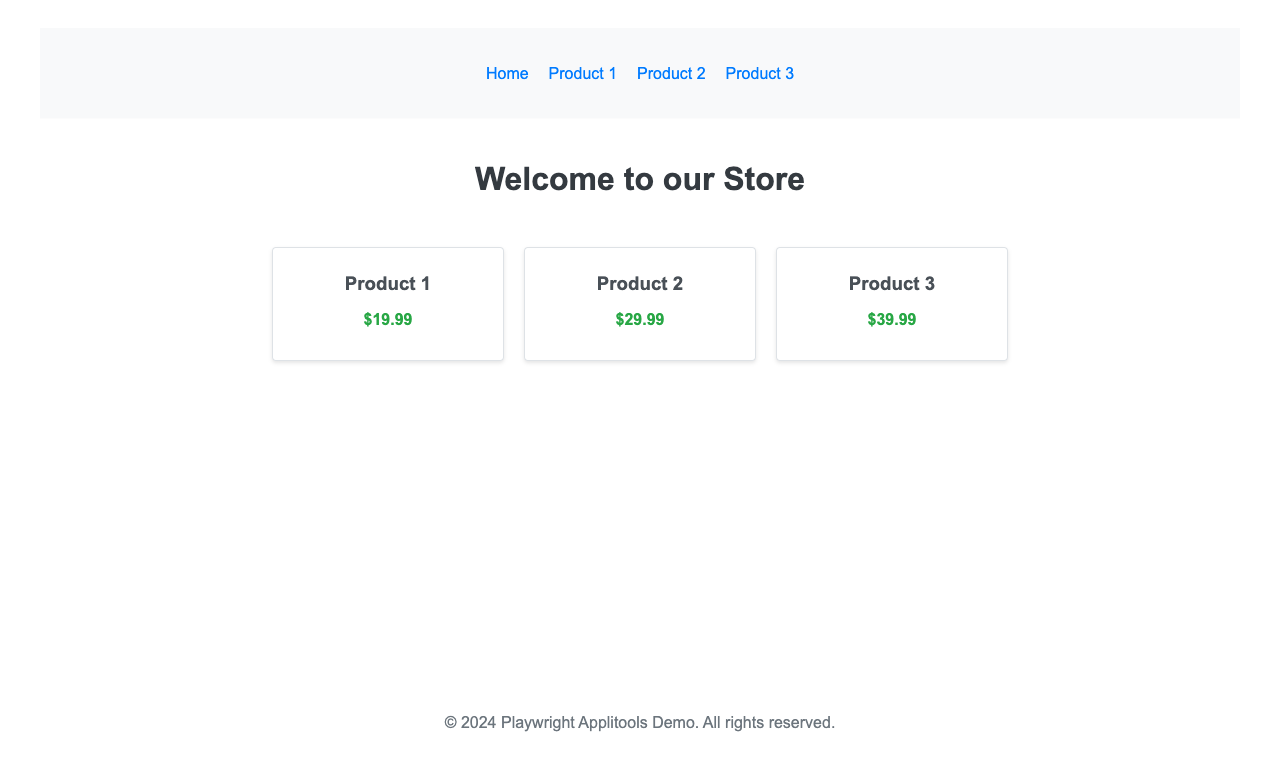 Home Product 1 Product 2 Product 3
Welcome to our Store
Product 1
$19.99
Product 2
$29.99
Product 3
$39.99
© 2024 Playwright Applitools Demo. All rights reserved.